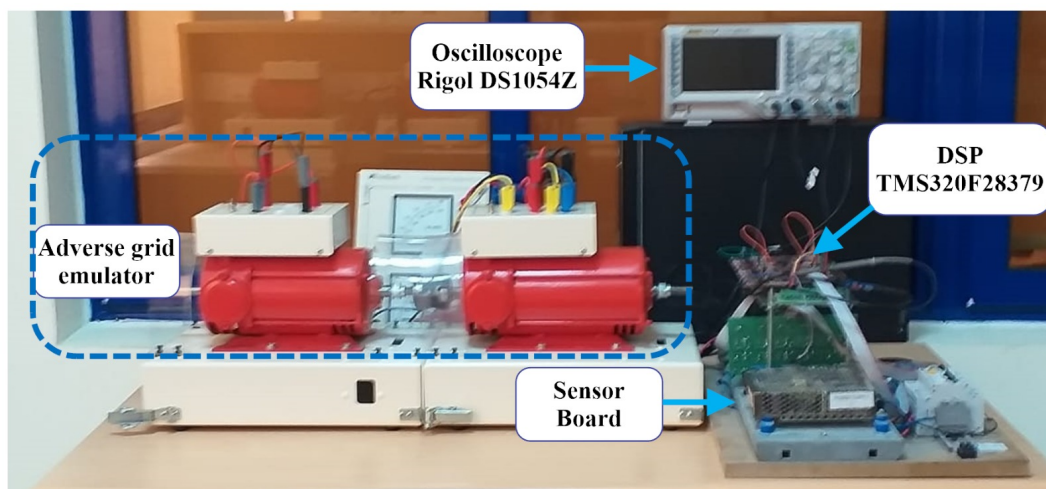 Oscilloscope
Rigol DS1054Z
DSP
TMS320F28379
Adverse grid
emulator
Sensor
Board